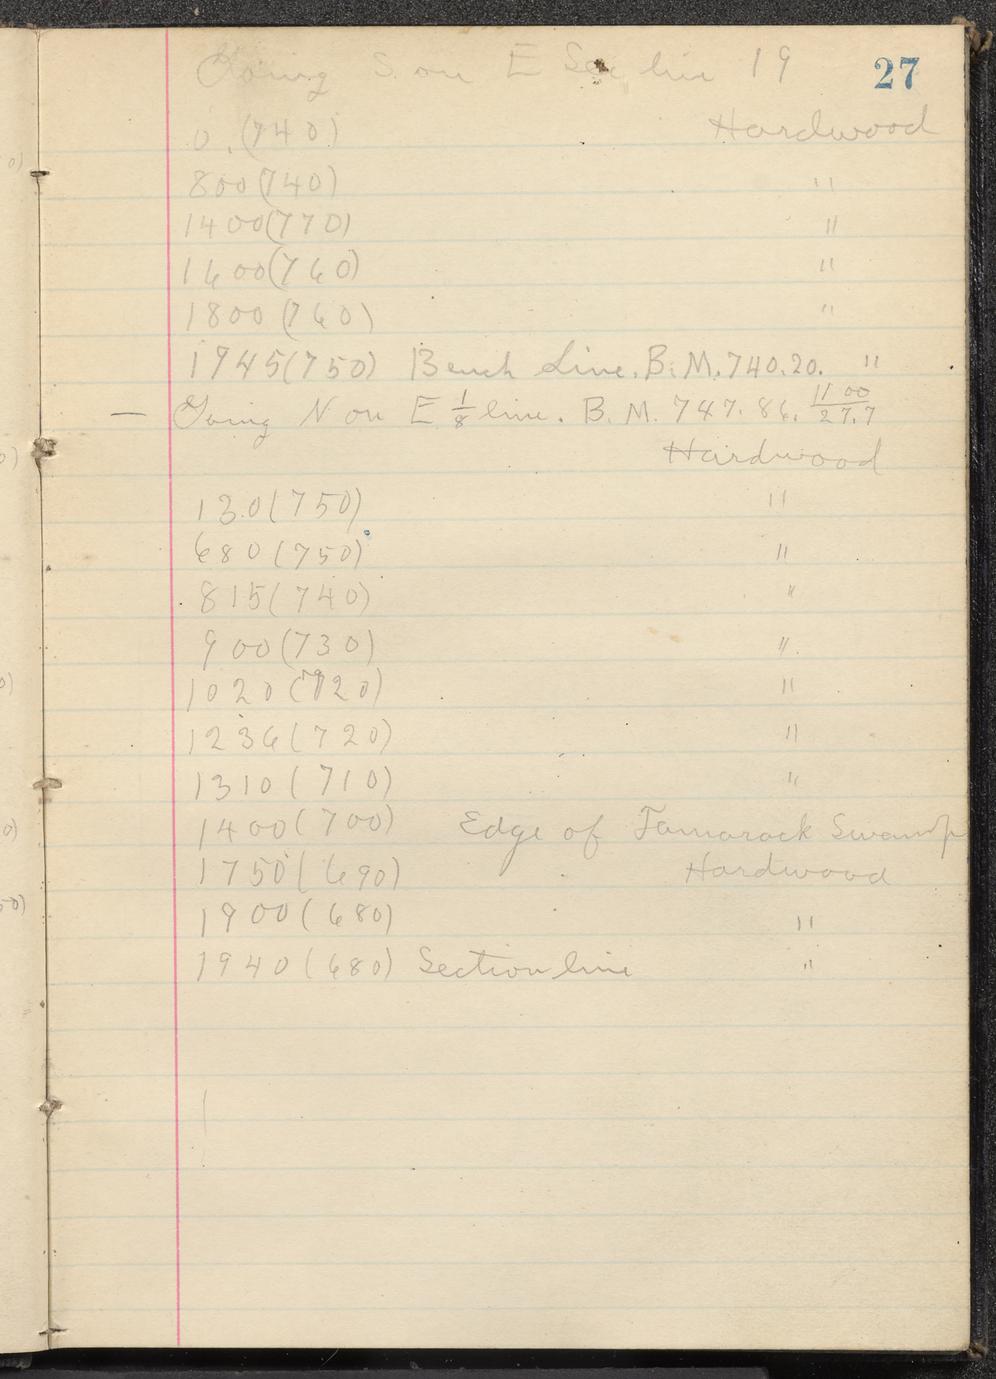 27
Going S. on E Sec line 19
0. (740) Hardwood
800 (740) "
1400 (770) "
1600 (760) "
1800 (760) "
1945 (750) Bench Line. B.M. 740.20. "
— Going N on E 1/8 line. B.M. 747.86. 1100/27.7
Hardwood
130 (750) "
680 (750) "
815 (740) "
900 (730) "
1020 (720) "
1236 (720) "
1310 (710) "
1400 (700) Edge of Tamarack Swamp
1750 (690) Hardwood
1900 (680) "
1940 (680) Section line "